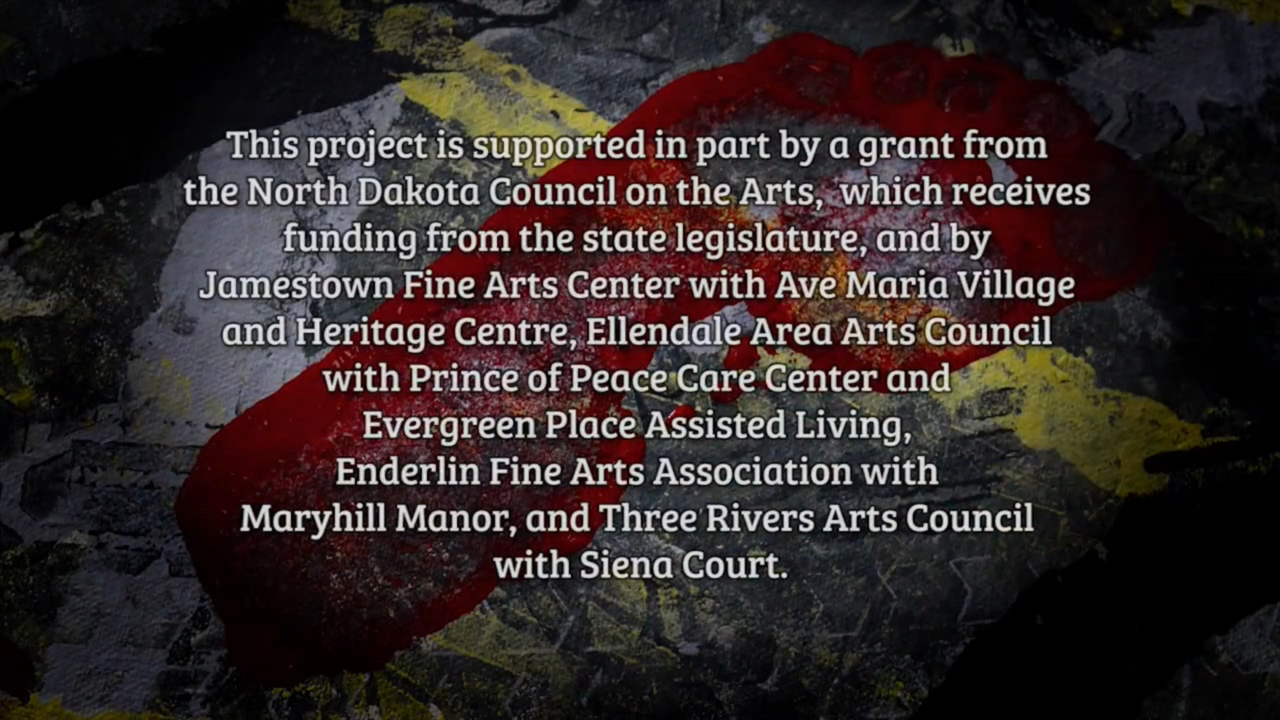 This project is supported in part by a grant from
the North Dakota Council on the Arts, which receives
funding from the state legislature, and by
Jamestown Fine Arts Center with Ave Maria Village
and Heritage Centre, Ellendale Area Arts Council
with Prince of Peace Care Center and
Evergreen Place Assisted Living,
Enderlin Fine Arts Association with
Maryhill Manor, and Three Rivers Arts Council
with Siena Court.